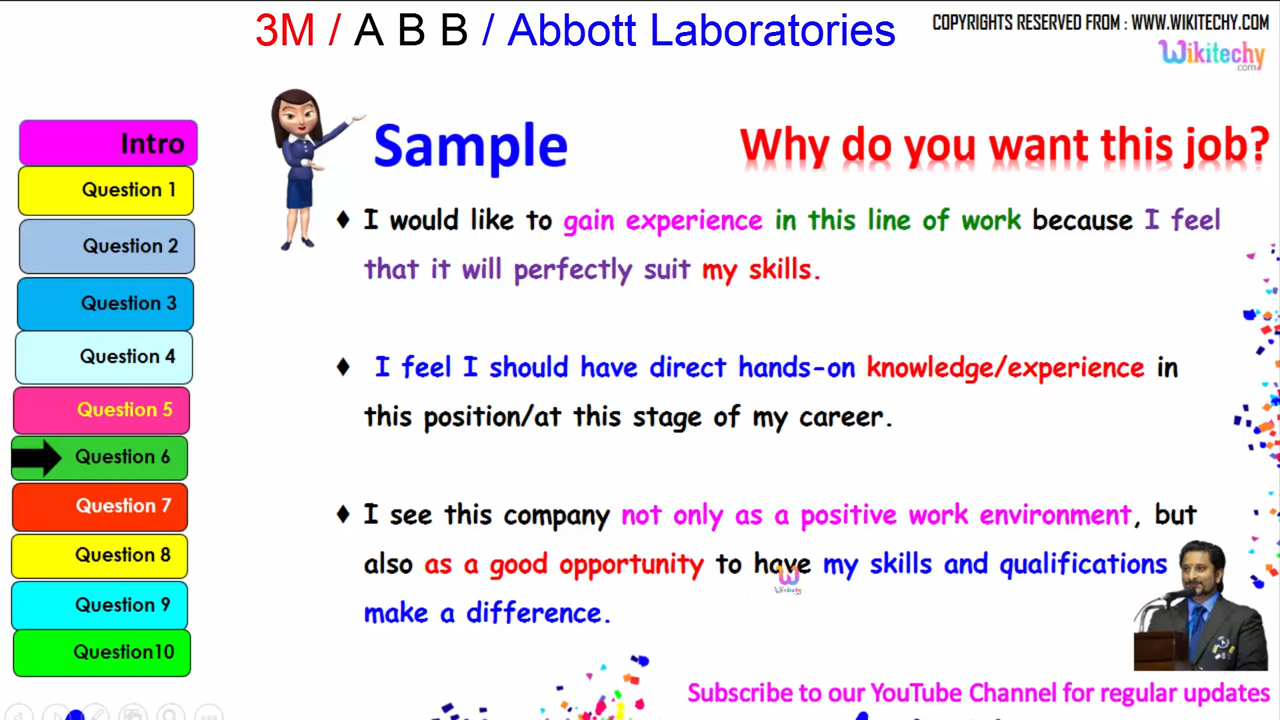 3M / A B B / Abbott Laboratories
COPYRIGHTS RESERVED FROM : WWW.WIKITECHY.COM
Wikitechy
.com
Intro
Question 1
Question 2
Question 3
Question 4
Question 5
Question 6
Question 7
Question 8
Question 9
Question10
Sample
Why do you want this job?
♦ I would like to gain experience in this line of work because I feel
that it will perfectly suit my skills.
♦ I feel I should have direct hands-on knowledge/experience in
this position/at this stage of my career.
♦ I see this company not only as a positive work environment, but
also as a good opportunity to have my skills and qualifications
make a difference.
Wikitechy
Subscribe to our YouTube Channel for regular updates